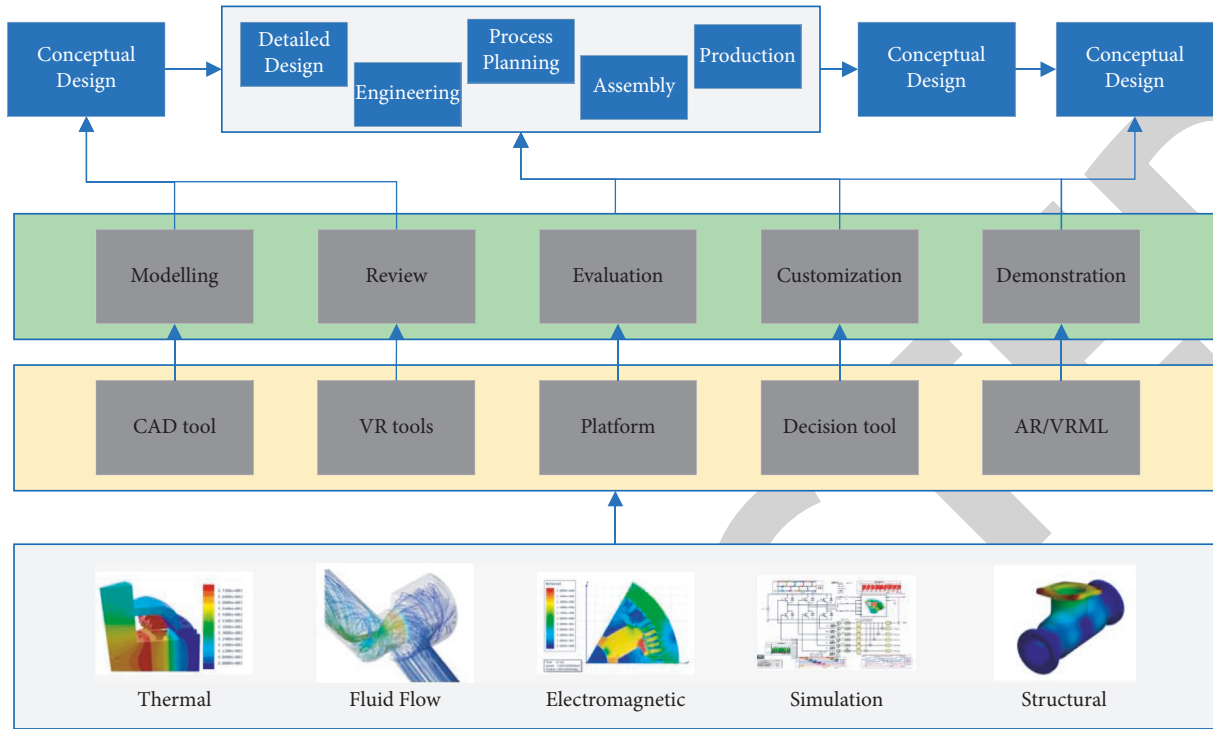 Conceptual
Design
Detailed
Design
Engineering
Process
Planning
Assembly
Production
Conceptual
Design
Conceptual
Design
Modelling
Review
Evaluation
Customization
Demonstration
CAD tool
VR tools
Platform
Decision tool
AR/VRML
Thermal
Fluid Flow
Electromagnetic
Simulation
Structural